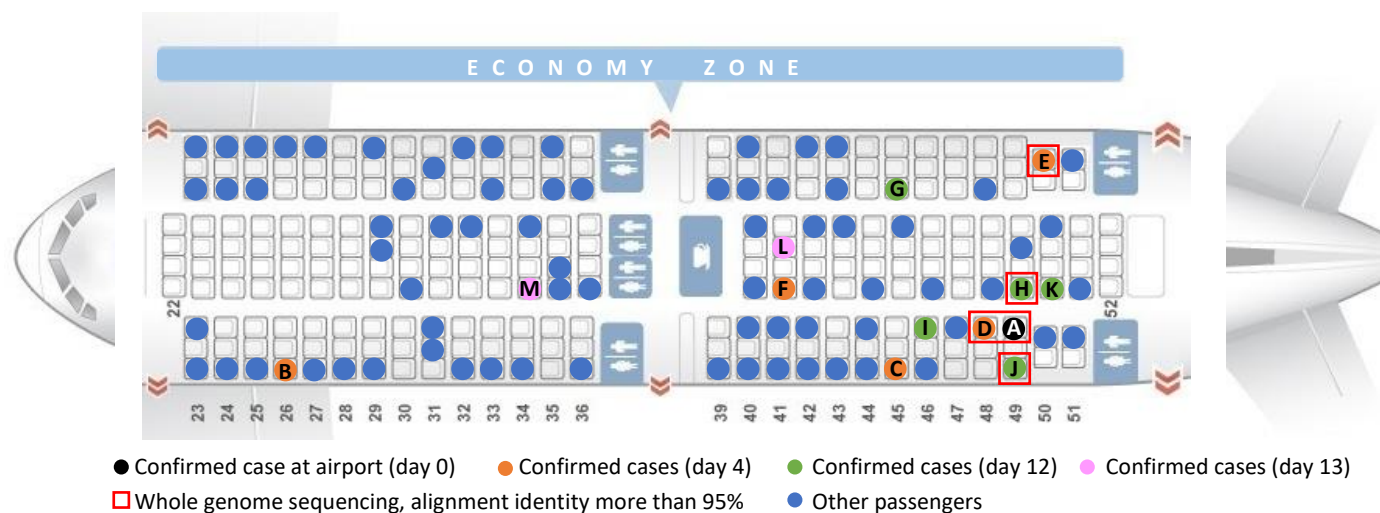 ECONOMY ZONE
E
G
L
22
M
F
H
K
52
I
D
A
B
C
J
23 24 25 26 27 28 29 30 31 32 33 34 35 36 39 40 41 42 43 44 45 46 47 48 49 50 51
Confirmed case at airport (day 0) Confirmed cases (day 4) Confirmed cases (day 12) Confirmed cases (day 13)
Whole genome sequencing, alignment identity more than 95% Other passengers